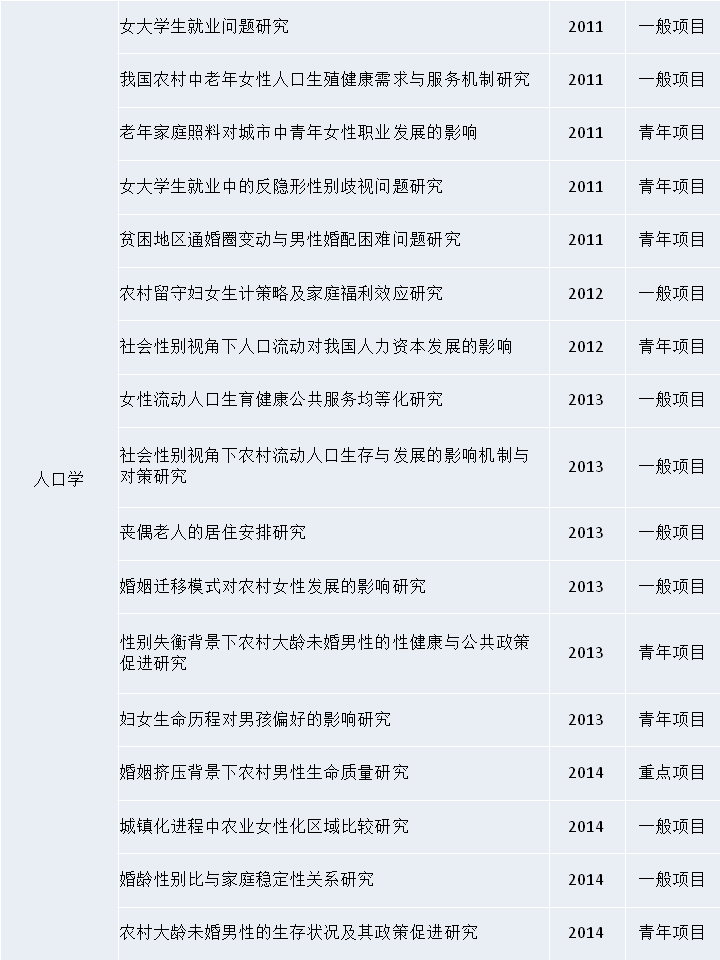 女大学生就业问题研究 2011 一般项目
我国农村中老年女性人口生殖健康需求与服务机制研究 2011 一般项目
老年家庭照料对城市中青年女性职业发展的影响 2011 青年项目
女大学生就业中的反隐形性别歧视问题研究 2011 青年项目
贫困地区通婚圈变动与男性婚配困难问题研究 2011 青年项目
农村留守妇女生计策略及家庭福利效应研究 2012 一般项目
社会性别视角下人口流动对我国人力资本发展的影响 2012 青年项目
女性流动人口生育健康公共服务均等化研究 2013 一般项目
社会性别视角下农村流动人口生存与发展的影响机制与
对策研究 2013 一般项目
人口学
丧偶老人的居住安排研究 2013 一般项目
婚姻迁移模式对农村女性发展的影响研究 2013 一般项目
性别失衡背景下农村大龄未婚男性的性健康与公共政策
促进研究 2013 青年项目
妇女生命历程对男孩偏好的影响研究 2013 青年项目
婚姻挤压背景下农村男性生命质量研究 2014 重点项目
城镇化进程中农业女性化区域比较研究 2014 一般项目
婚龄性别比与家庭稳定性关系研究 2014 一般项目
农村大龄未婚男性的生存状况及其政策促进研究 2014 青年项目